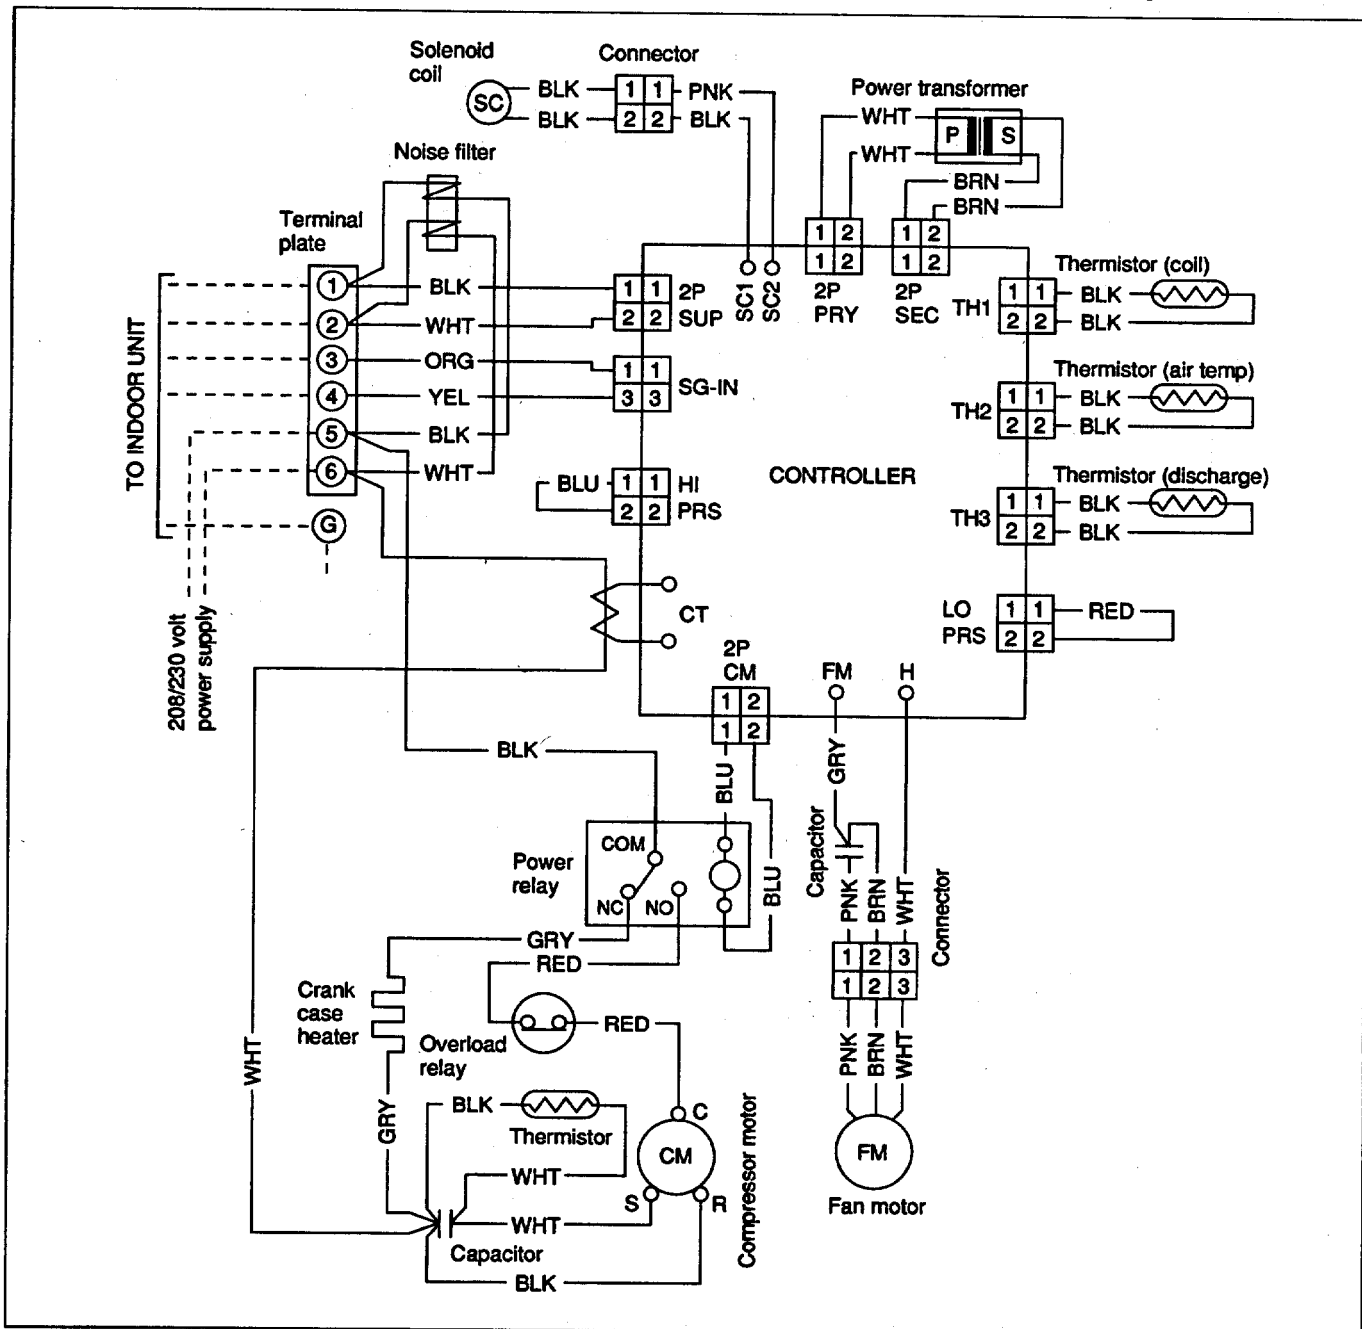 Solenoid
coil
Connector
SC
BLK
1 1
PNK
BLK
2 2
BLK
Power transformer
WHT
P S
WHT
BRN
BRN
Noise filter
Terminal
plate
1 2
1 2
2P
PRY
1 2
1 2
2P
SEC
SC1
SC2
TO INDOOR UNIT
1
BLK
1 1
2P
2
WHT
2 2
SUP
3
ORG
1 1
SG-IN
4
YEL
3 3
5
BLK
6
WHT
G
BLU
1 1
HI
2 2
PRS
CONTROLLER
Thermistor (coil)
TH1
1 1
BLK
2 2
BLK
Thermistor (air temp)
TH2
1 1
BLK
2 2
BLK
Thermistor (discharge)
TH3
1 1
BLK
2 2
BLK
LO
PRS
1 1
RED
2 2
208/230 volt
power supply
CT
2P
CM
1 2
1 2
FM
H
BLK
BLU
BLU
GRY
Capacitor
PNK
BRN
WHT
Connector
1 2 3
1 2 3
PNK
BRN
WHT
FM
Fan motor
Power
relay
COM
NC
NO
GRY
RED
Crank
case
heater
WHT
GRY
Overload
relay
RED
BLK
Thermistor
WHT
C
CM
S
R
Compressor motor
WHT
Capacitor
BLK